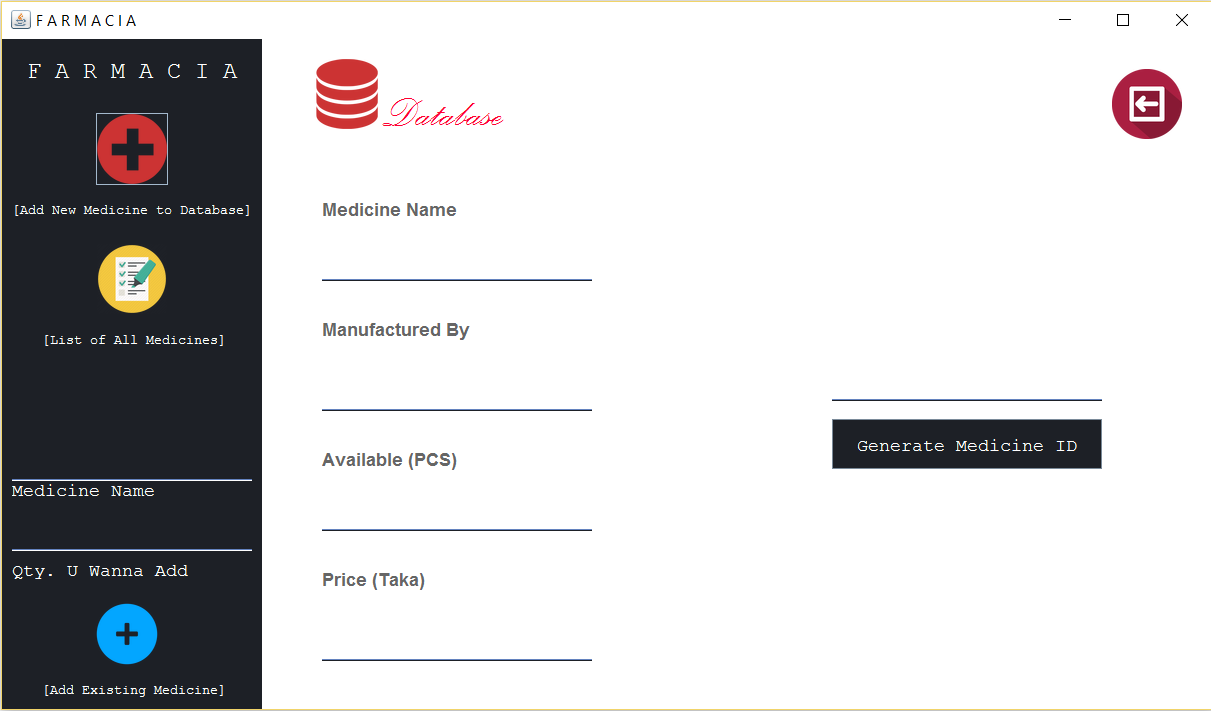 FARMACIA
FARMACIA
[Add New Medicine to Database]
[List of All Medicines]
Medicine Name
Qty. U Wanna Add
[Add Existing Medicine]
Database
Medicine Name
Manufactured By
Available (PCS)
Price (Taka)
Generate Medicine ID